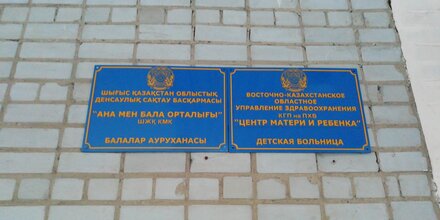 ШЫҒЫС ҚАЗАҚСТАН ОБЛЫСТЫҚ
ДЕНСАУЛЫҚ САҚТАУ БАСҚАРМАСЫ
"АНА МЕН БАЛА ОРТАЛЫҒЫ"
ШЖҚ КМК
БАЛАЛАР АУРУХАНАСЫ
ВОСТОЧНО-КАЗАХСТАНСКОЕ
ОБЛАСТНОЕ
УПРАВЛЕНИЕ ЗДРАВООХРАНЕНИЯ
КГП на ПХВ
"ЦЕНТР МАТЕРИ И РЕБЕНКА"
ДЕТСКАЯ БОЛЬНИЦА